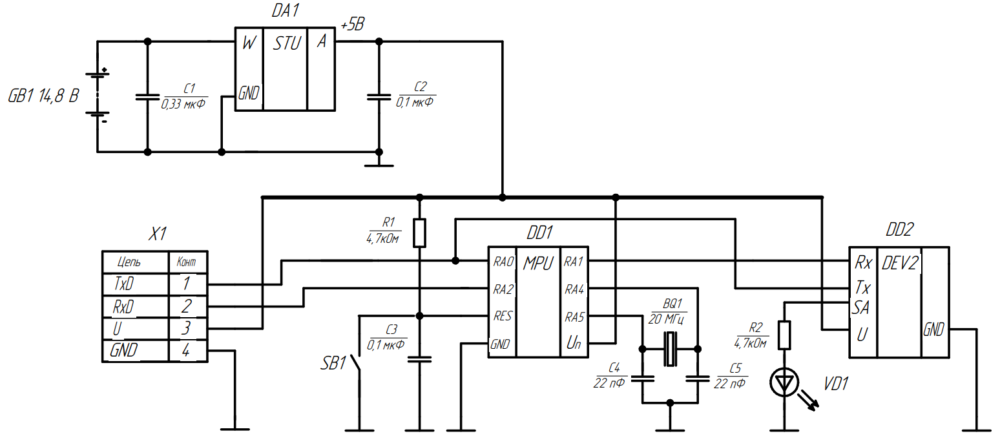 DA1
+5В
W STU A
GND
GB1 14,8 В
C1
0,33 мкФ
C2
0,1 мкФ
X1
Цепь Конт
TxD 1
RxD 2
U 3
GND 4
R1
4,7кОм
C3
0,1 мкФ
SB1
DD1
RA0 MPU RA1
RA2 RA4
RES RA5
GND Uп
BQ1
20 МГц
C4
22 пФ
C5
22 пФ
DD2
Rx DEV2
Tx
SA
U GND
R2
4,7кОм
VD1